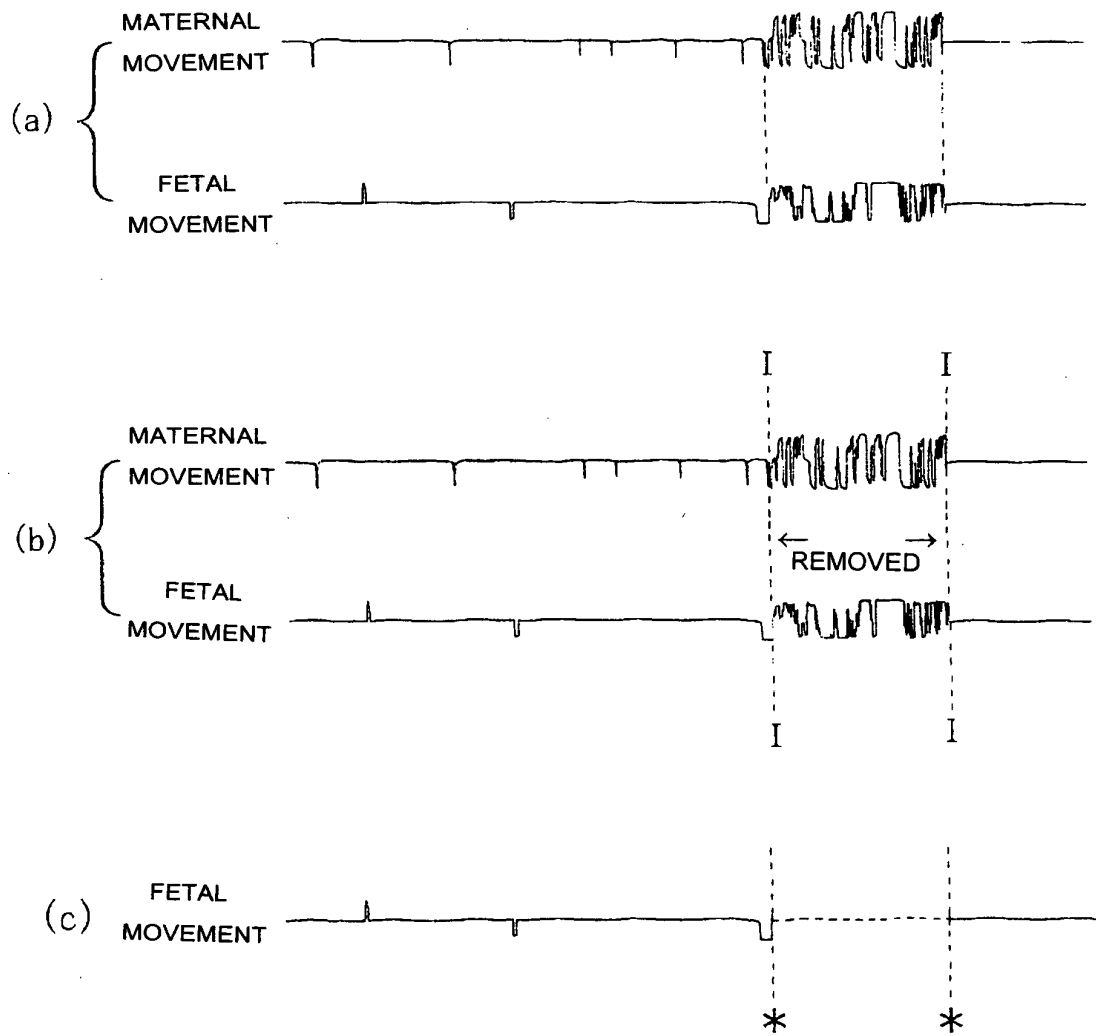 MATERNAL
MOVEMENT
(a)
FETAL
MOVEMENT
I I
MATERNAL
MOVEMENT
(b)
← →
REMOVED
FETAL
MOVEMENT
I I
FETAL
(c)
MOVEMENT
* *